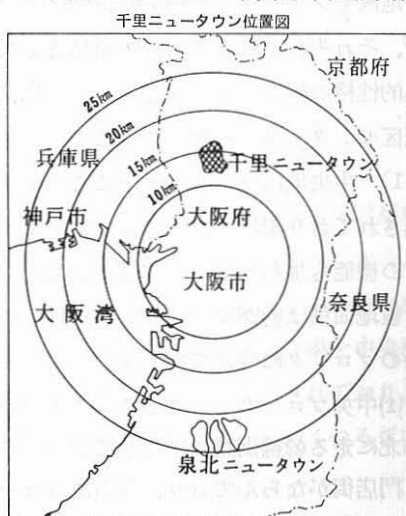 千里ニュータウン位置図
京都府
25km
20km
兵庫県
15km
千里ニュータウン
10km
神戸市
大阪府
大阪市
大阪湾
奈良県
泉北ニュータウン